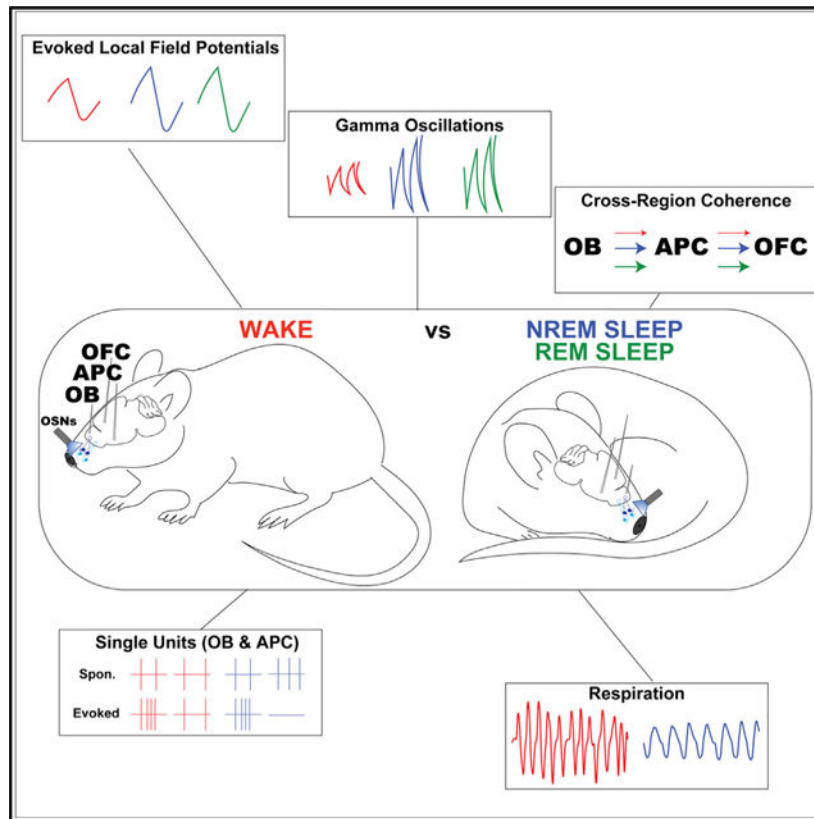 Evoked Local Field Potentials
Gamma Oscillations
Cross-Region Coherence
OB APC OFC
WAKE vs NREM SLEEP
REM SLEEP
OFC
APC
OB
OSNs
Single Units (OB & APC)
Spon.
Evoked
Respiration